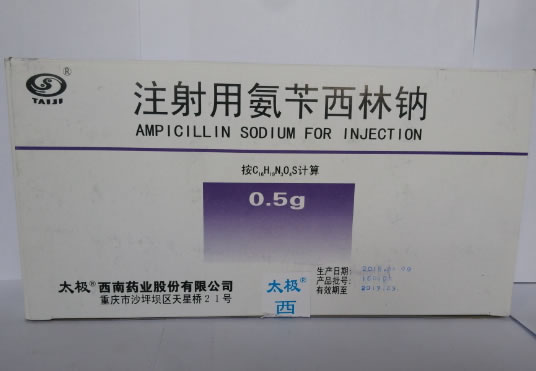 TAIJI®
注射用氨苄西林钠
AMPICILLIN SODIUM FOR INJECTION
按C₁₆H₁₉N₃O₄S计算
0.5g
太极®西南药业股份有限公司
重庆市沙坪坝区天星桥21号
太极®
西
生产日期:
产品批号:
有效期至